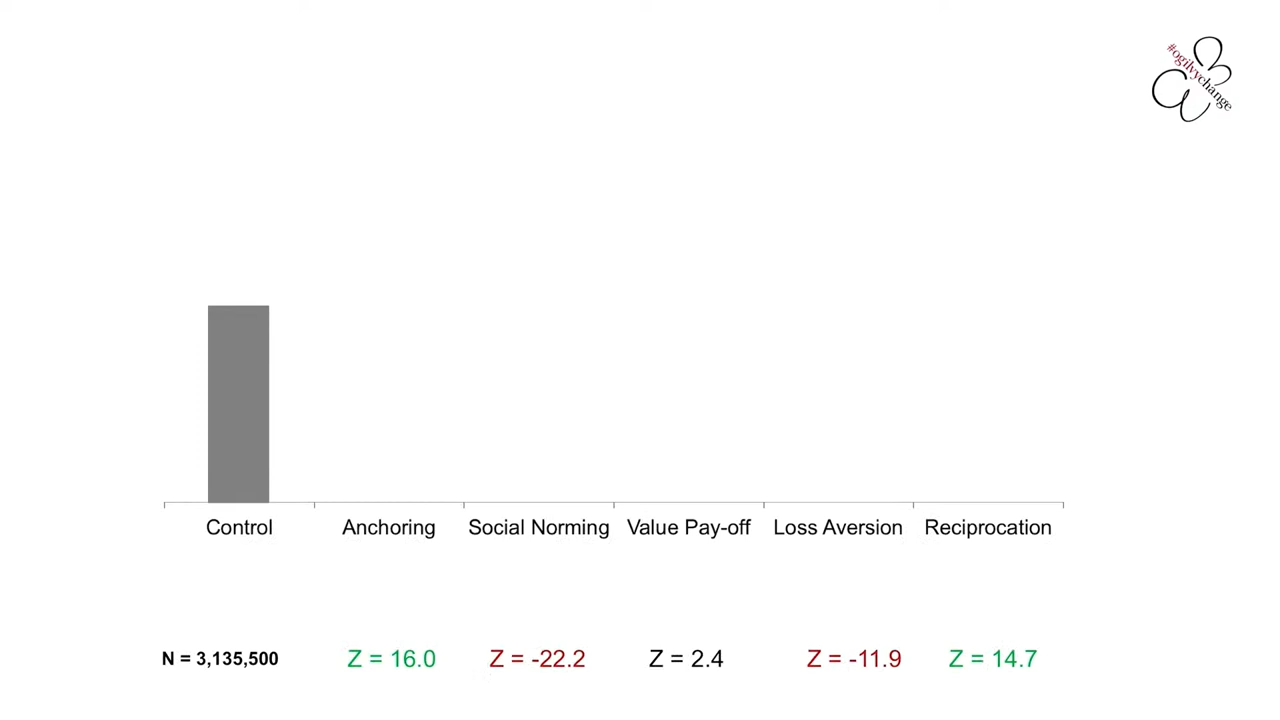 #ogilvychange
Control Anchoring Social Norming Value Pay-off Loss Aversion Reciprocation
N = 3,135,500 Z = 16.0 Z = -22.2 Z = 2.4 Z = -11.9 Z = 14.7